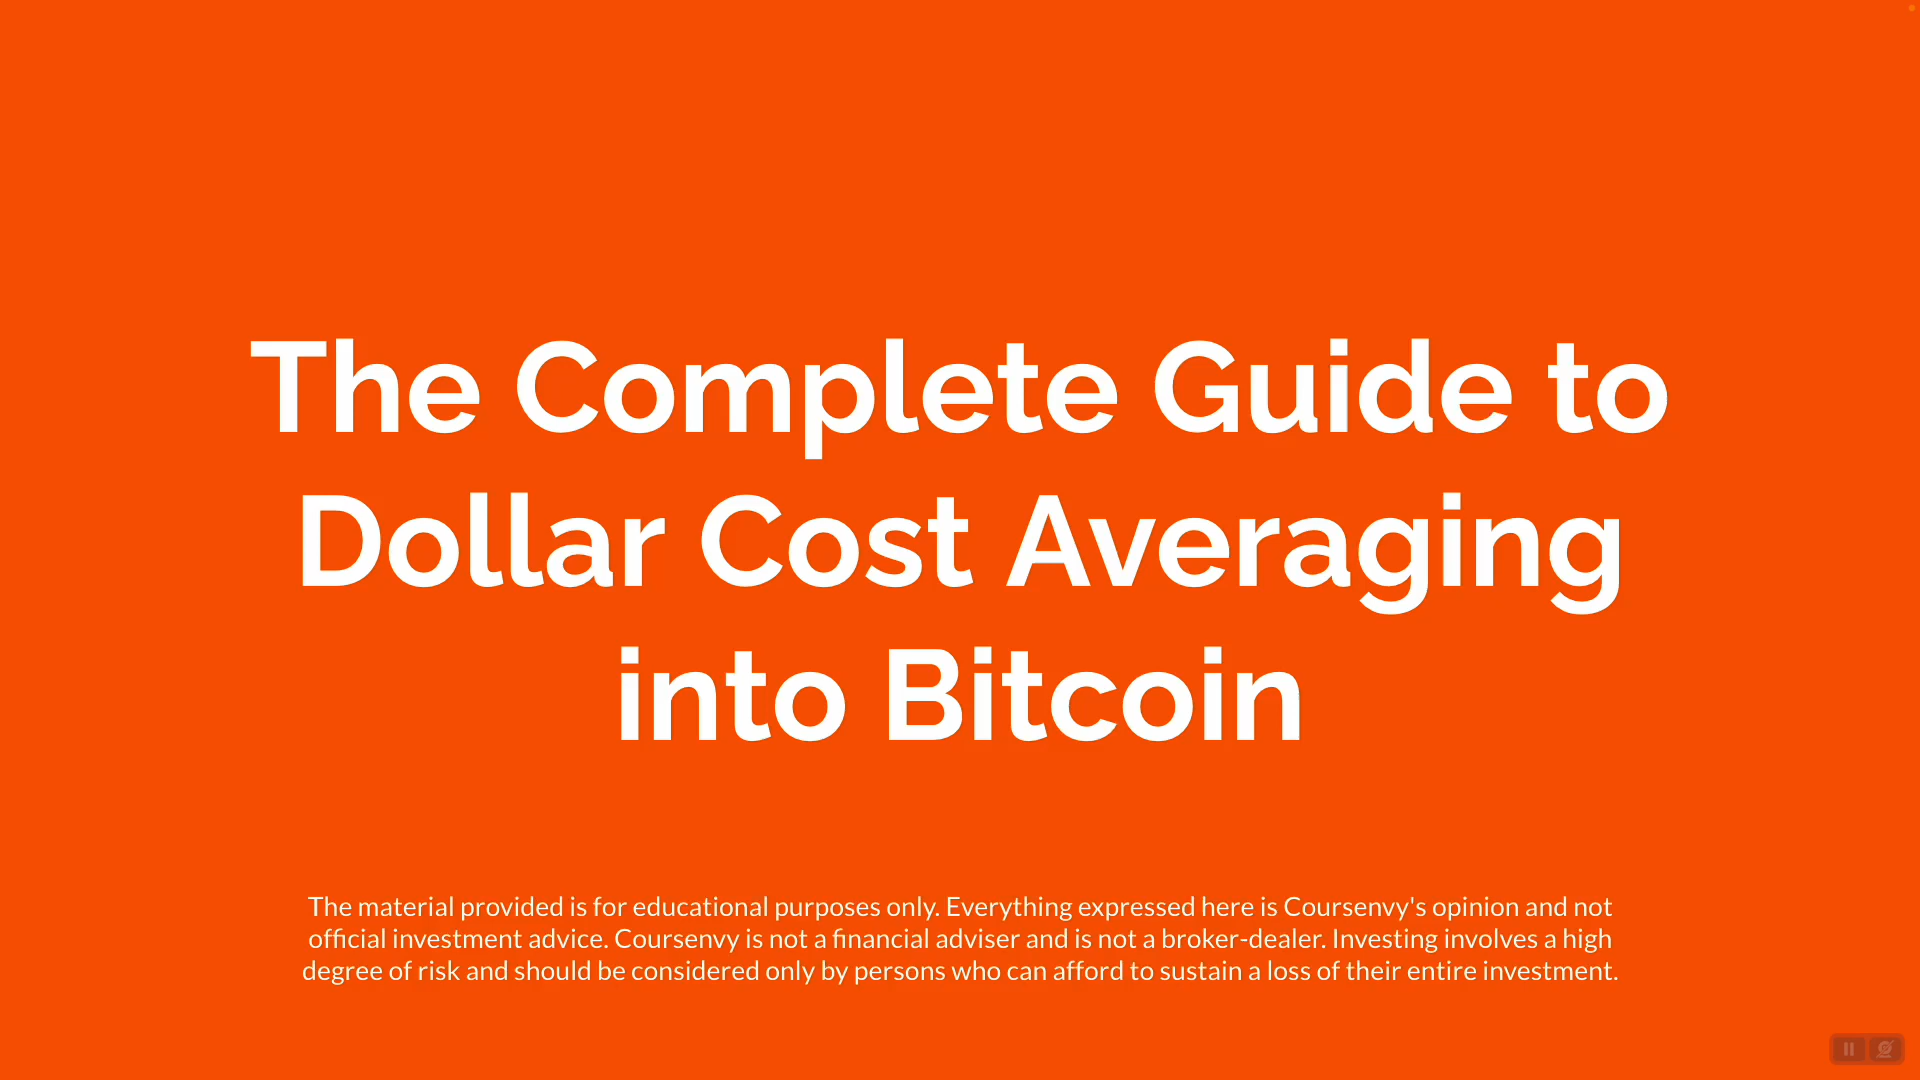 The Complete Guide to
Dollar Cost Averaging
into Bitcoin
The material provided is for educational purposes only. Everything expressed here is Coursenvy's opinion and not
official investment advice. Coursenvy is not a financial adviser and is not a broker-dealer. Investing involves a high
degree of risk and should be considered only by persons who can afford to sustain a loss of their entire investment.